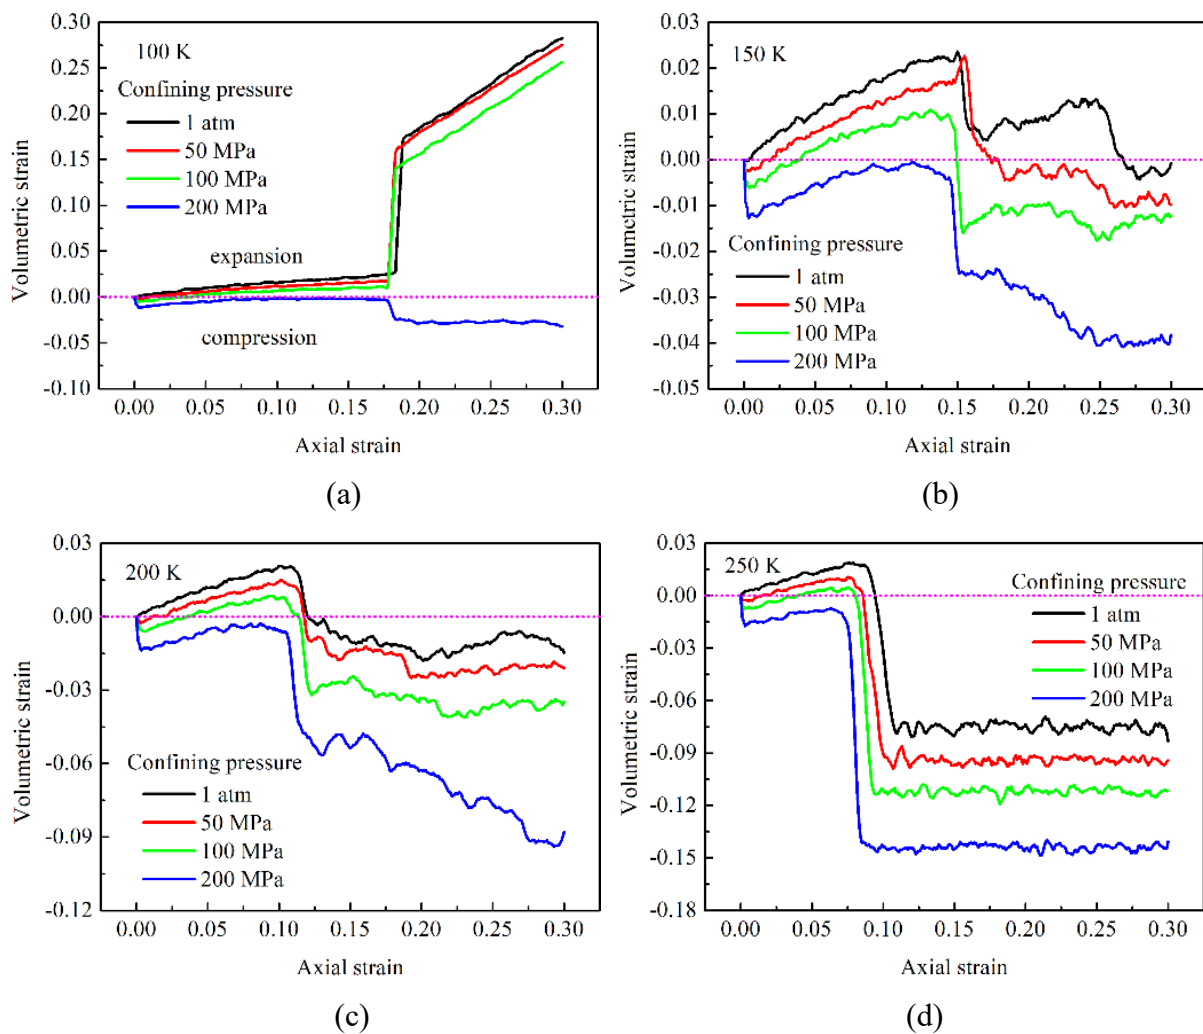 0.30
0.25
0.20
0.15
0.10
0.05
0.00
-0.05
-0.10
Volumetric strain
100 K
Confining pressure
1 atm
50 MPa
100 MPa
200 MPa
expansion
compression
0.00 0.05 0.10 0.15 0.20 0.25 0.30
Axial strain
(a)
0.03
0.02
0.01
0.00
-0.01
-0.02
-0.03
-0.04
-0.05
Volumetric strain
150 K
Confining pressure
1 atm
50 MPa
100 MPa
200 MPa
0.00 0.05 0.10 0.15 0.20 0.25 0.30
Axial strain
(b)
0.03
0.00
-0.03
-0.06
-0.09
-0.12
Volumetric strain
200 K
Confining pressure
1 atm
50 MPa
100 MPa
200 MPa
0.00 0.05 0.10 0.15 0.20 0.25 0.30
Axial strain
(c)
0.03
0.00
-0.03
-0.06
-0.09
-0.12
-0.15
-0.18
Volumetric strain
250 K
Confining pressure
1 atm
50 MPa
100 MPa
200 MPa
0.00 0.05 0.10 0.15 0.20 0.25 0.30
Axial strain
(d)